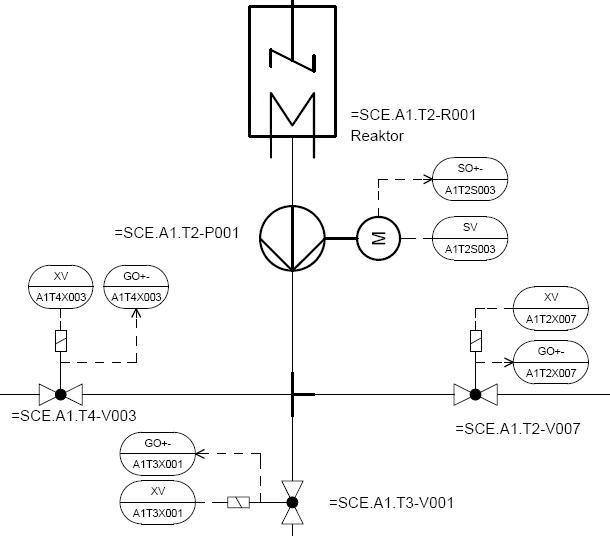 =SCE.A1.T2-R001
Reaktor
SO+-
A1T2S003
=SCE.A1.T2-P001
M
SV
A1T2S003
XV
A1T4X003
GO+-
A1T4X003
XV
A1T2X007
GO+-
A1T2X007
=SCE.A1.T4-V003
=SCE.A1.T2-V007
GO+-
A1T3X001
XV
A1T3X001
=SCE.A1.T3-V001